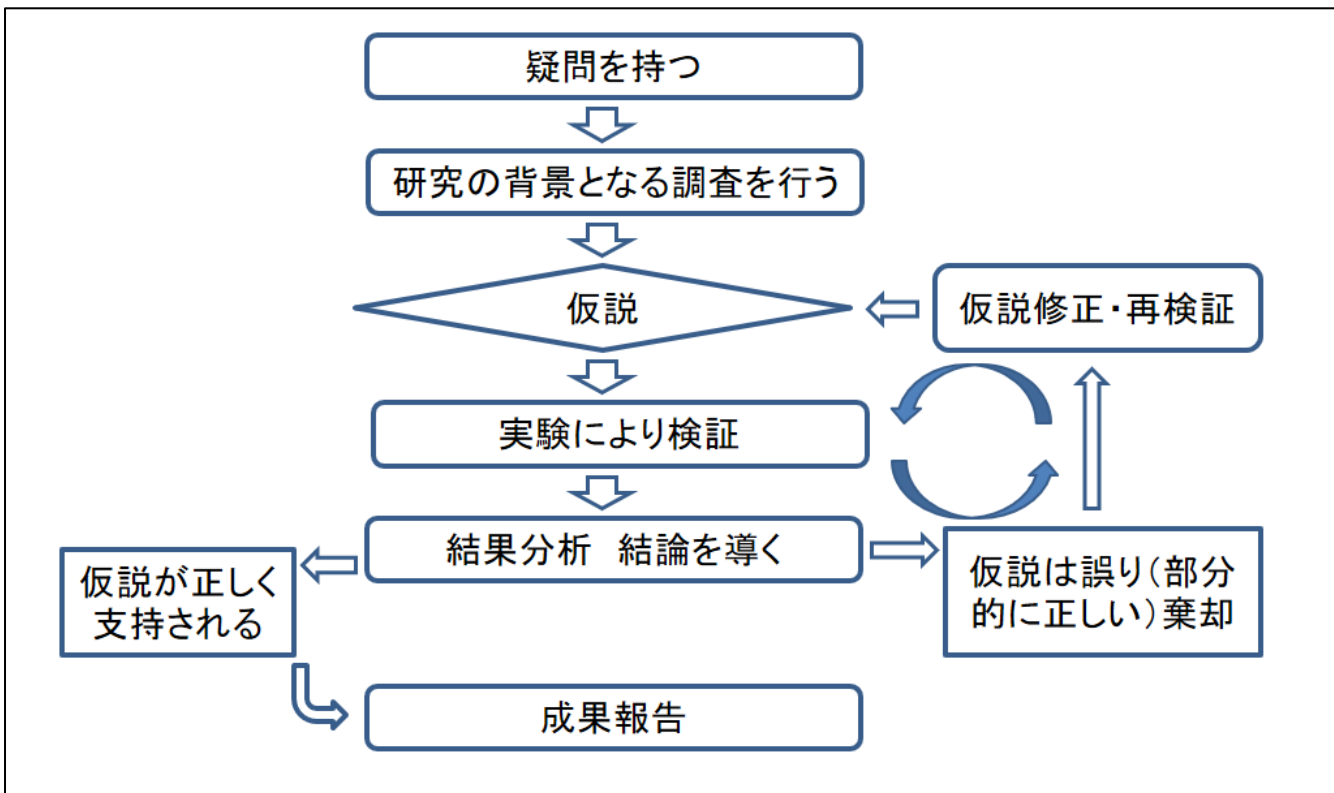 疑問を持つ
研究の背景となる調査を行う
仮説
仮説修正・再検証
実験により検証
結果分析　結論を導く
仮説が正しく
支持される
仮説は誤り（部分
的に正しい）棄却
成果報告